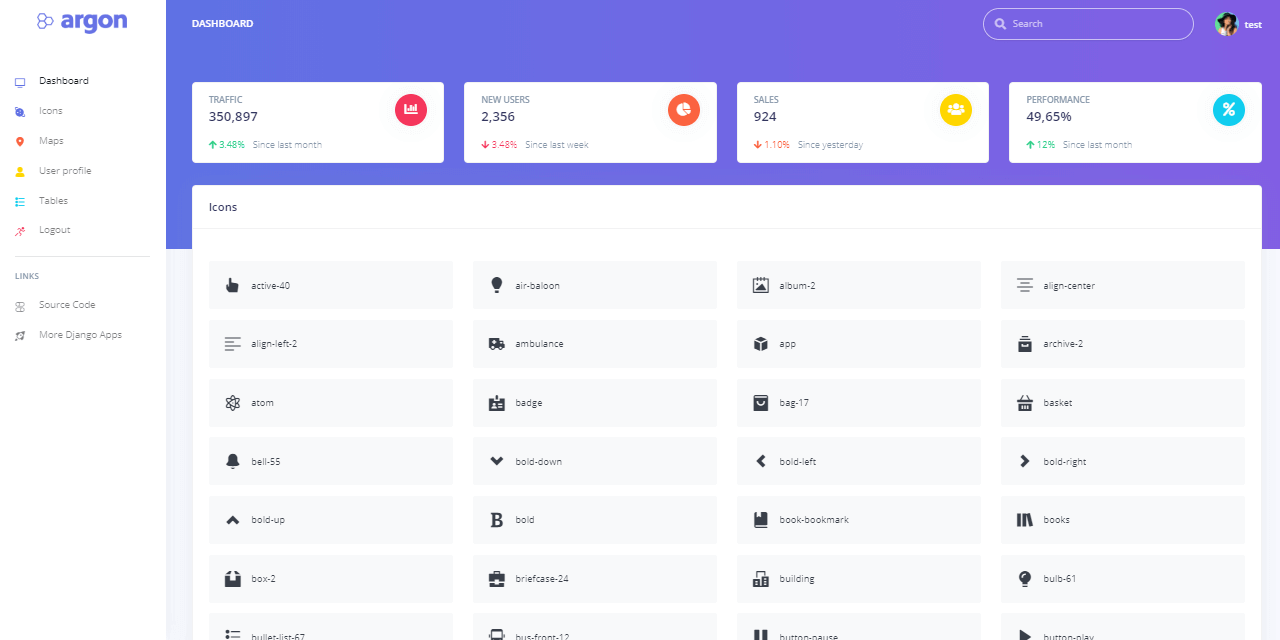 argon
DASHBOARD
Search
test
Dashboard
Icons
Maps
User profile
Tables
Logout
LINKS
Source Code
More Django Apps
TRAFFIC
350,897
3.48% Since last month
NEW USERS
2,356
3.48% Since last week
SALES
924
1.10% Since yesterday
PERFORMANCE
49,65%
12% Since last month
Icons
active-40
air-baloon
album-2
align-center
align-left-2
ambulance
app
archive-2
atom
badge
bag-17
basket
bell-55
bold-down
bold-left
bold-right
bold-up
bold
book-bookmark
books
box-2
briefcase-24
building
bulb-61
bullet-list-67
bus-front-12
button-pause
button-play